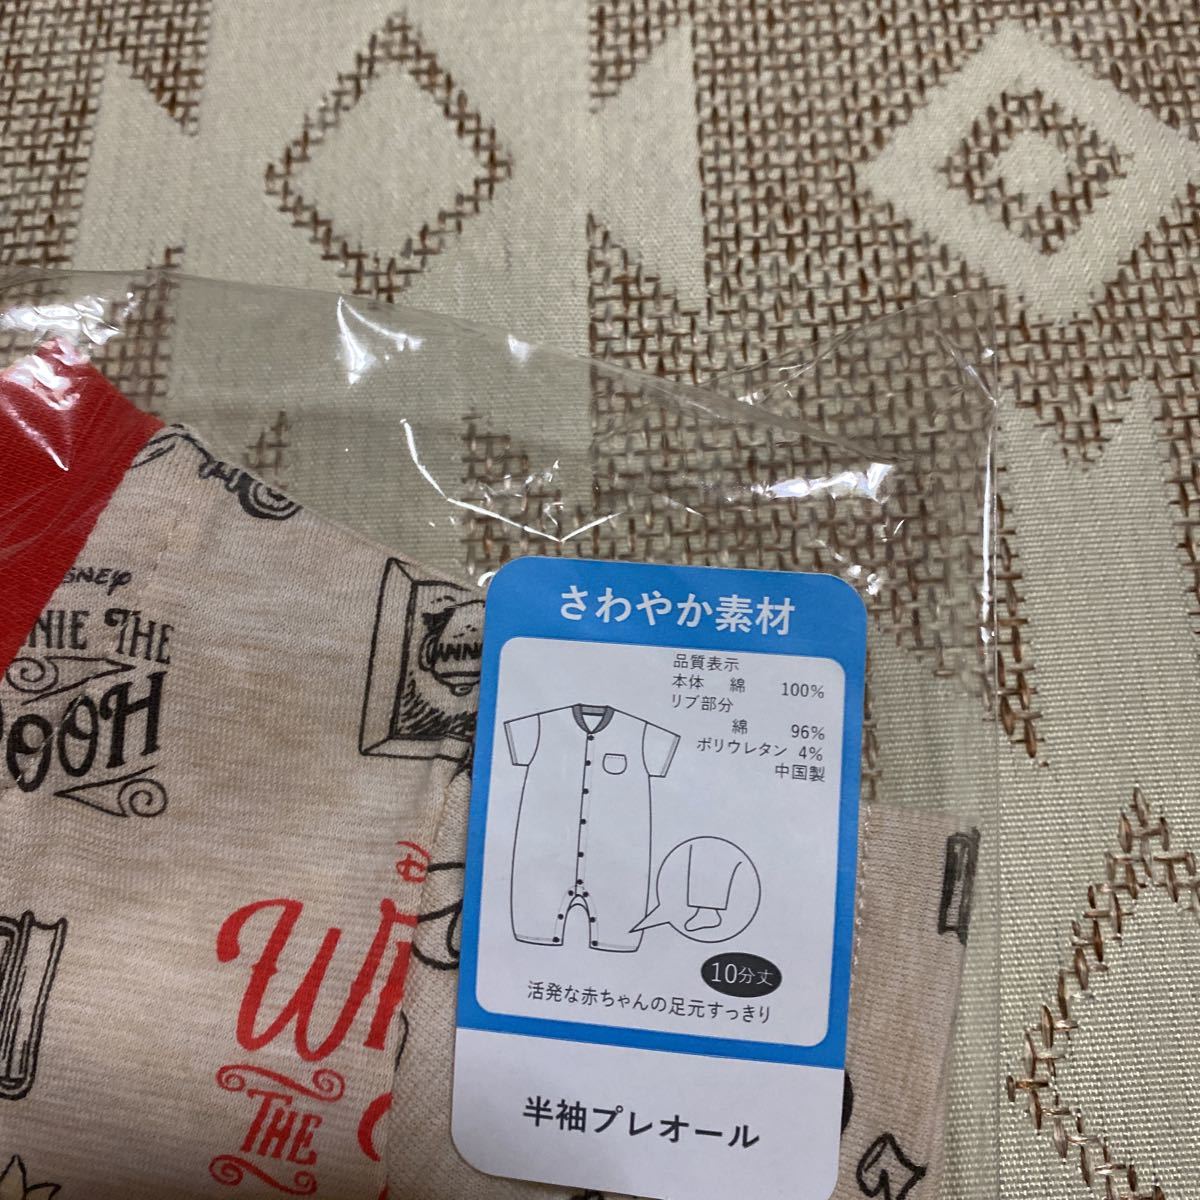 さわやか素材
品質表示
本体 綿 100%
リブ部分
綿 96%
ポリウレタン 4%
中国製
10分丈
活発な赤ちゃんの足元すっきり
半袖プレオール
SNEY
NIE THE
POOH
THE